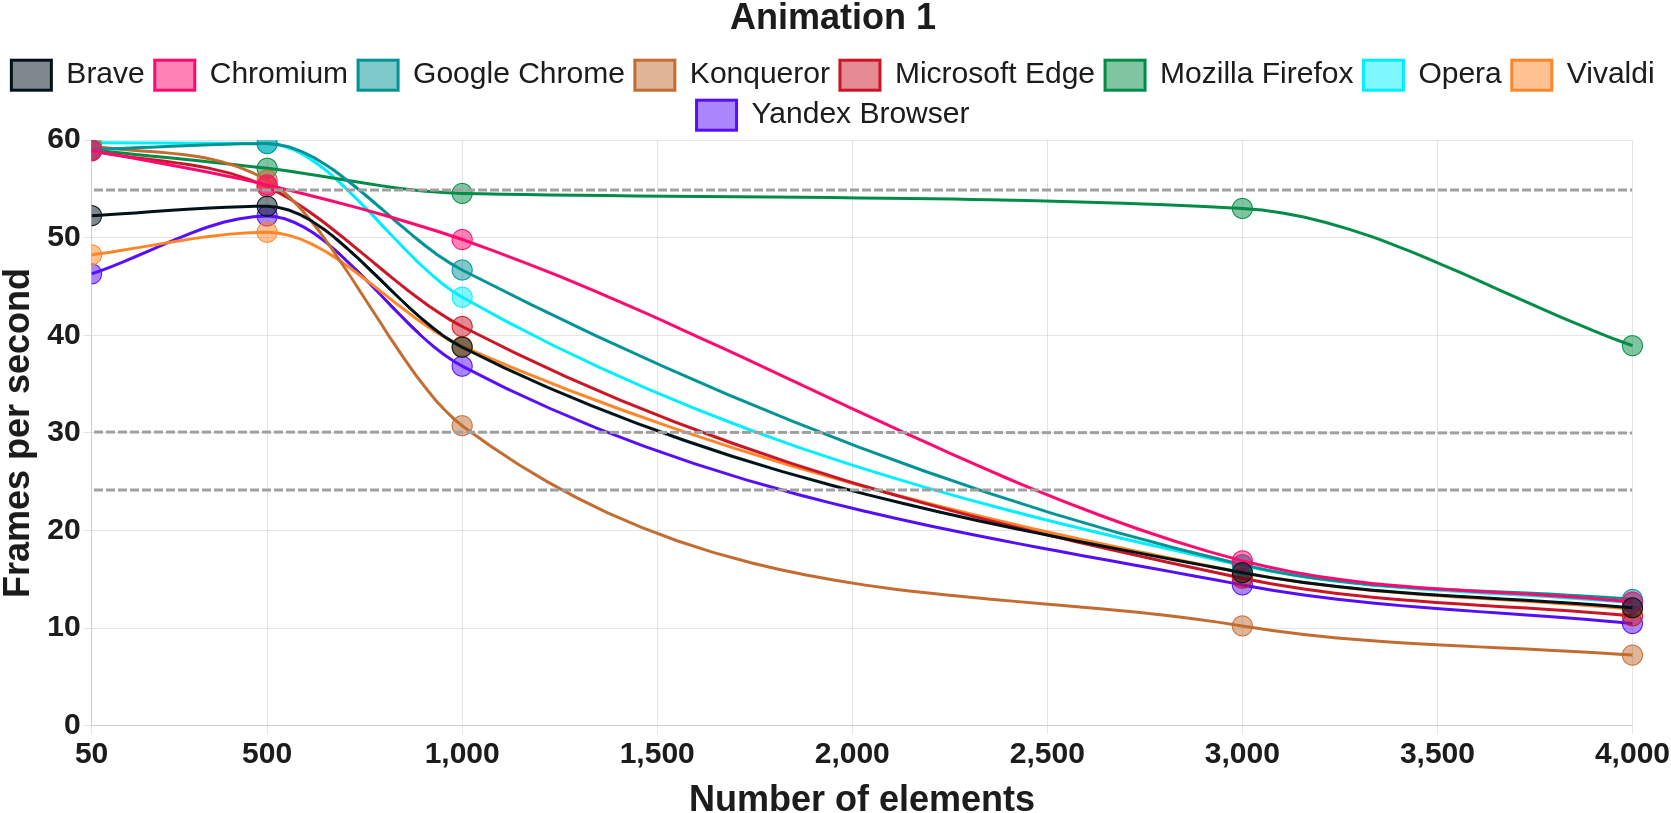 Animation 1
Brave Chromium Google Chrome Konqueror Microsoft Edge Mozilla Firefox Opera Vivaldi
Yandex Browser
Frames per second
60
50
40
30
20
10
0
50 500 1,000 1,500 2,000 2,500 3,000 3,500 4,000
Number of elements